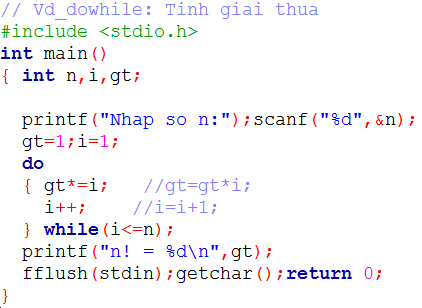 // Vd_dowhile: Tinh giai thua
#include <stdio.h>
int main()
{ int n,i,gt;
printf("Nhap so n:");scanf("%d",&n);
gt=1;i=1;
do
{ gt*=i; //gt=gt*i;
i++; //i=i+1;
} while(i<=n);
printf("n! = %d\n",gt);
fflush(stdin);getchar();return 0;
}